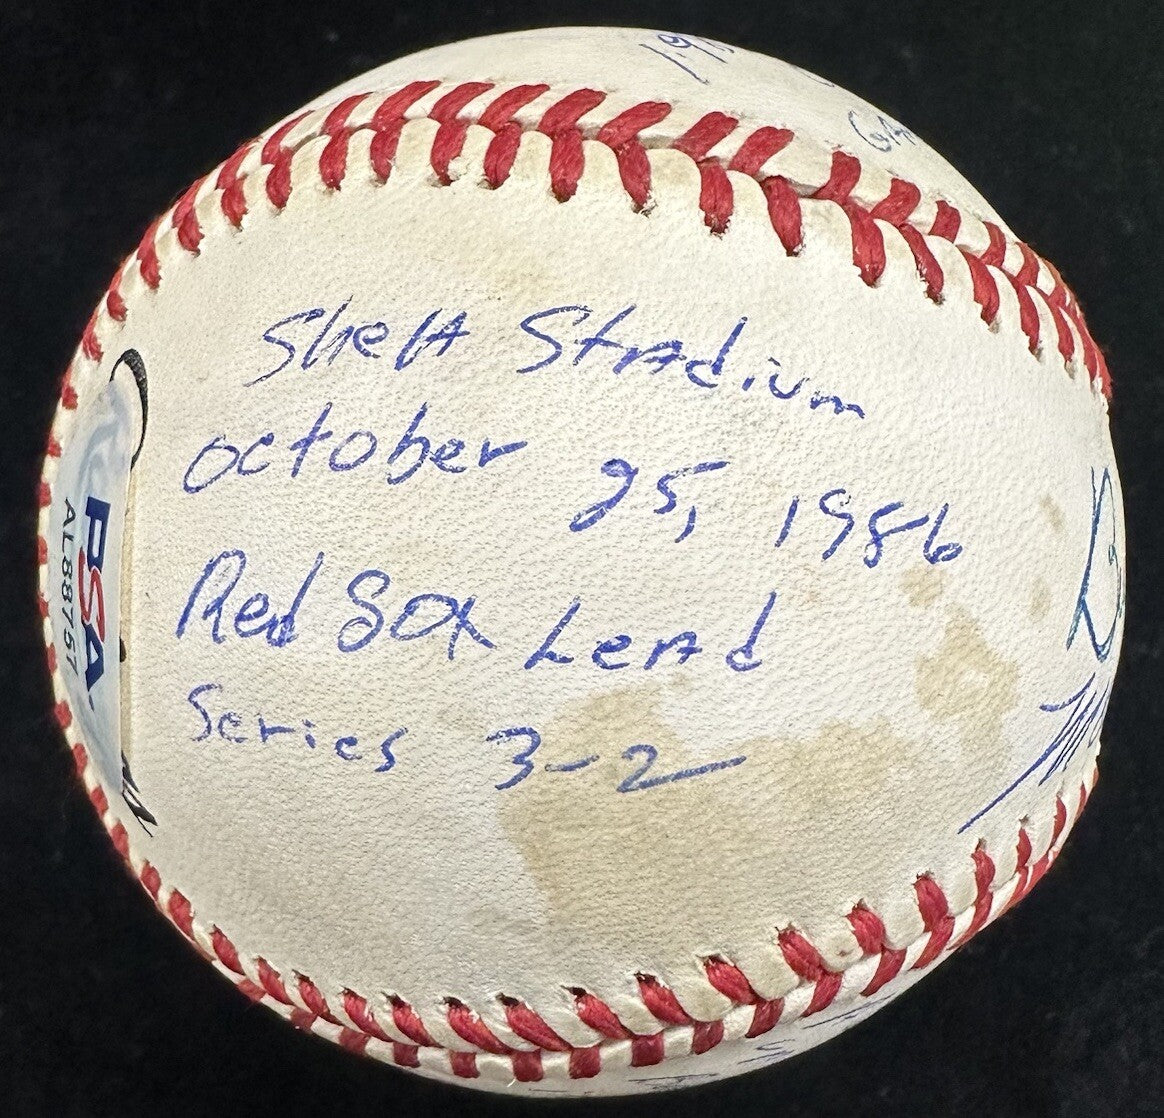 Shea Stadium
October 25, 1986
Red Sox Lead
Series 3-2
PSA
AL88757